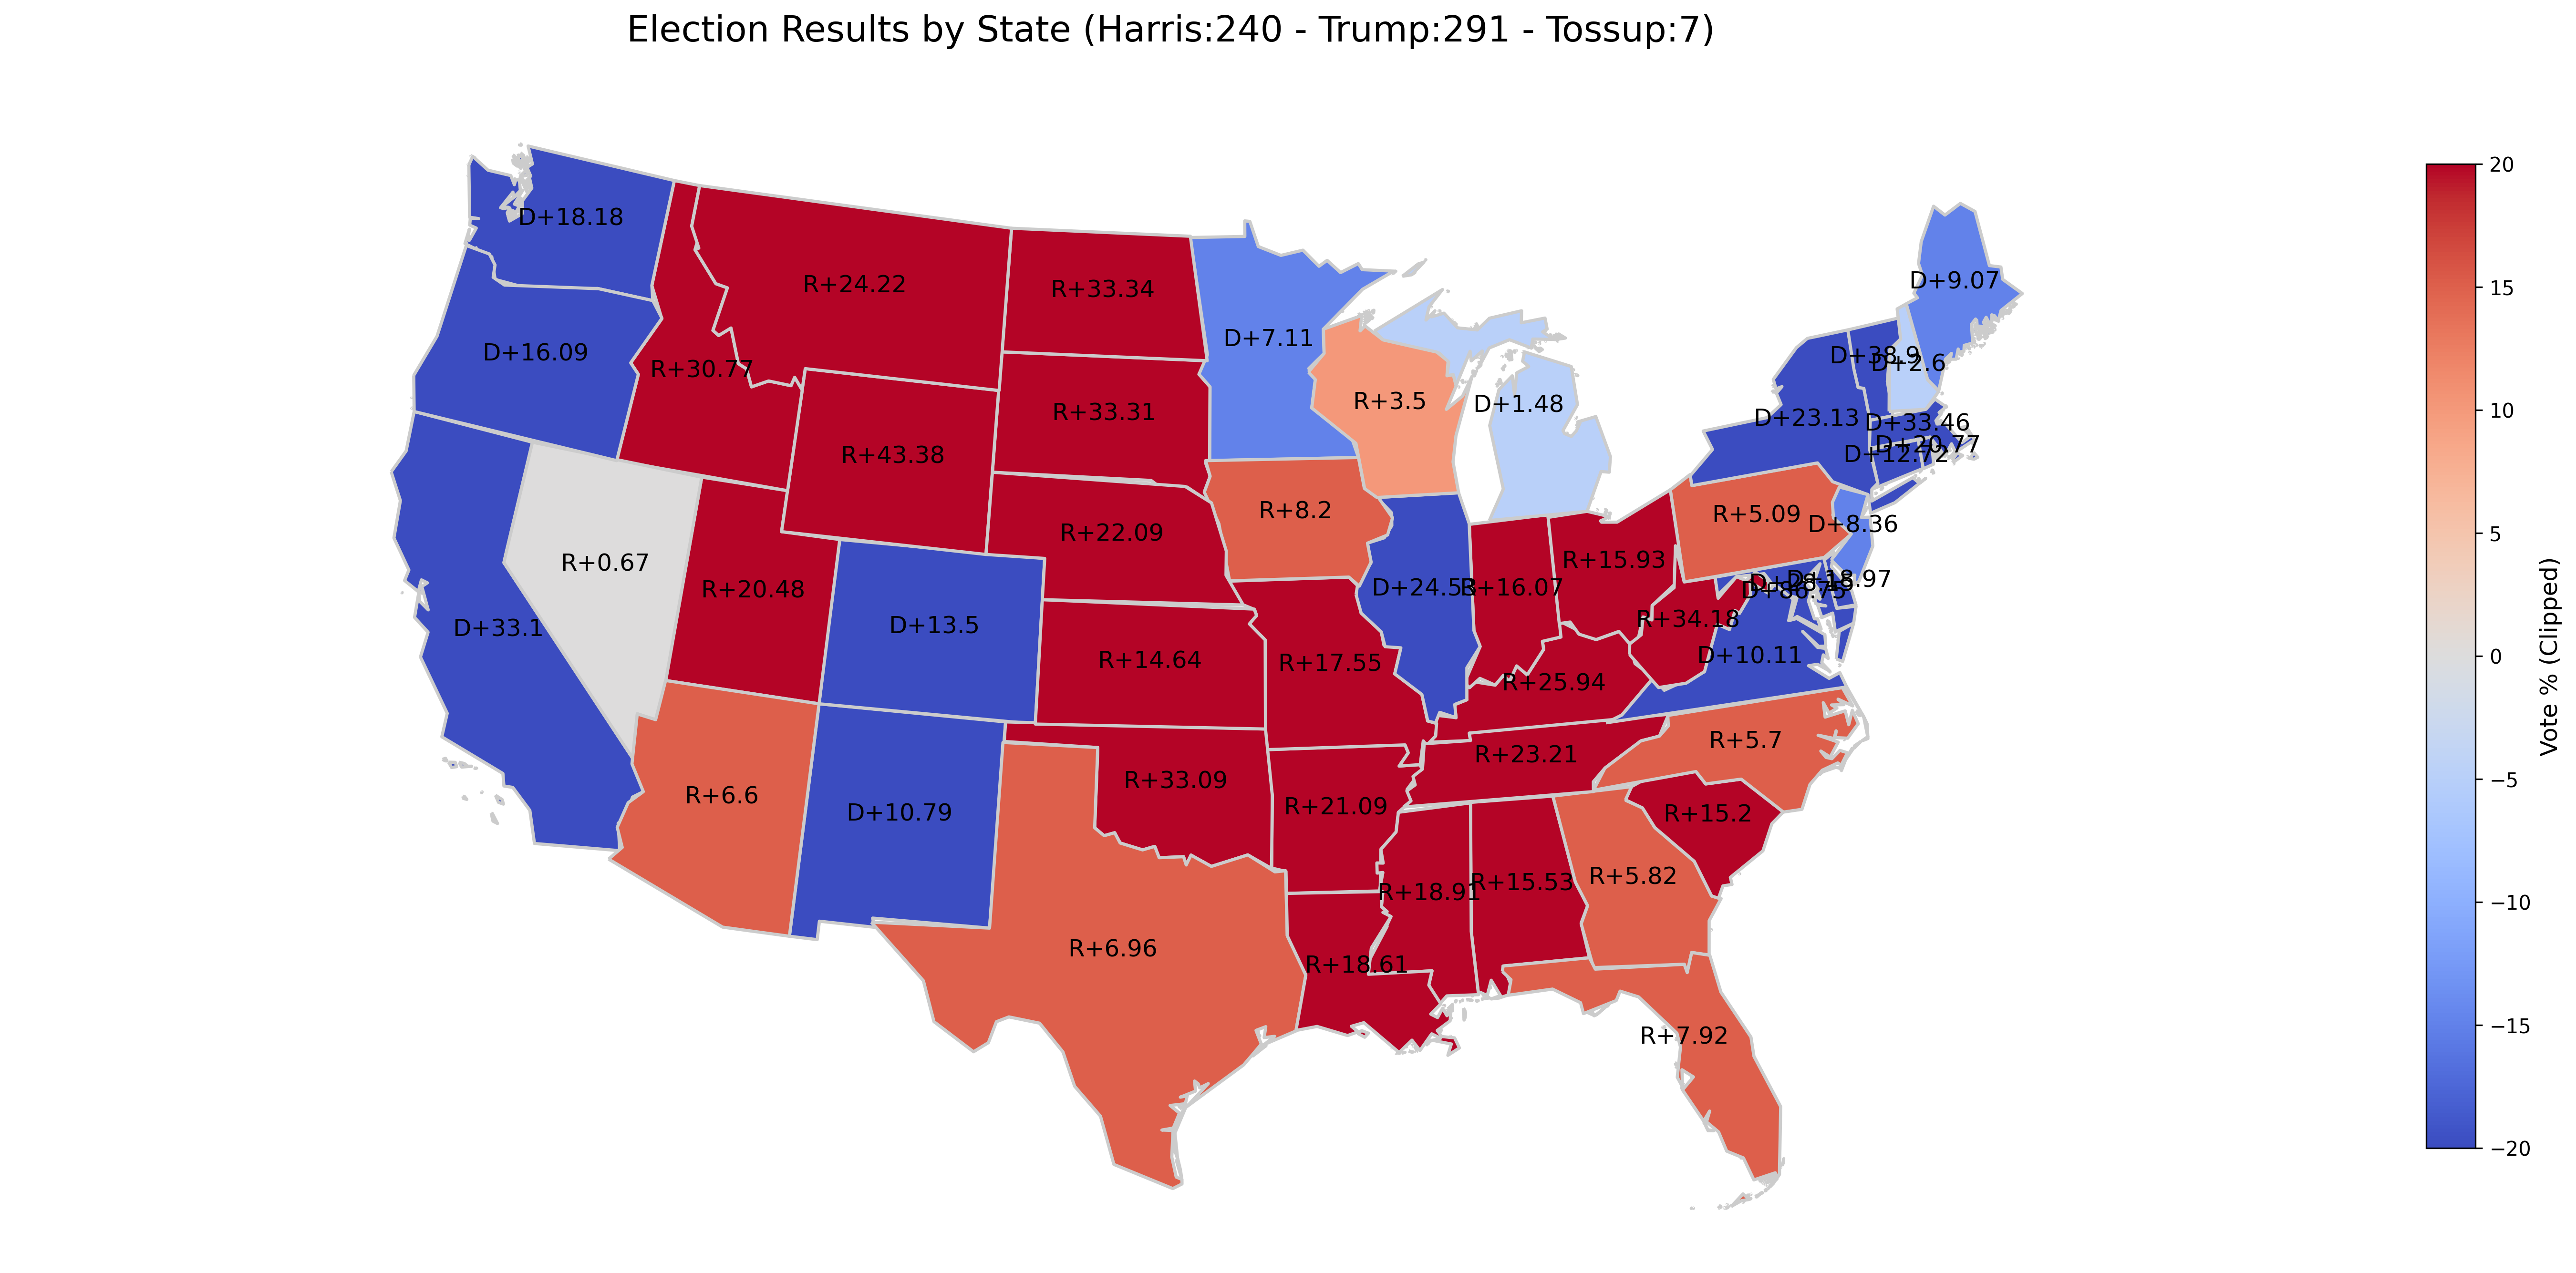 Election Results by State (Harris:240 - Trump:291 - Tossup:7)
D+18.18
D+16.09
D+33.1
R+0.67
R+30.77
R+24.22
R+43.38
R+20.48
R+6.6
D+13.5
D+10.79
R+33.34
R+33.31
R+22.09
R+14.64
R+33.09
R+6.96
D+7.11
R+8.2
R+17.55
R+21.09
R+18.61
R+3.5
D+1.48
D+24.53
R+16.07
R+15.93
R+25.94
R+23.21
R+18.91
R+15.53
R+5.82
R+7.92
R+15.2
R+5.7
D+10.11
R+34.18
R+5.09
D+8.36
D+86.75
D+18.97
D+23.13
D+38.9
D+2.6
D+9.07
D+33.46
D+20.77
D+12.72
20
15
10
5
0
−5
−10
−15
−20
Vote % (Clipped)